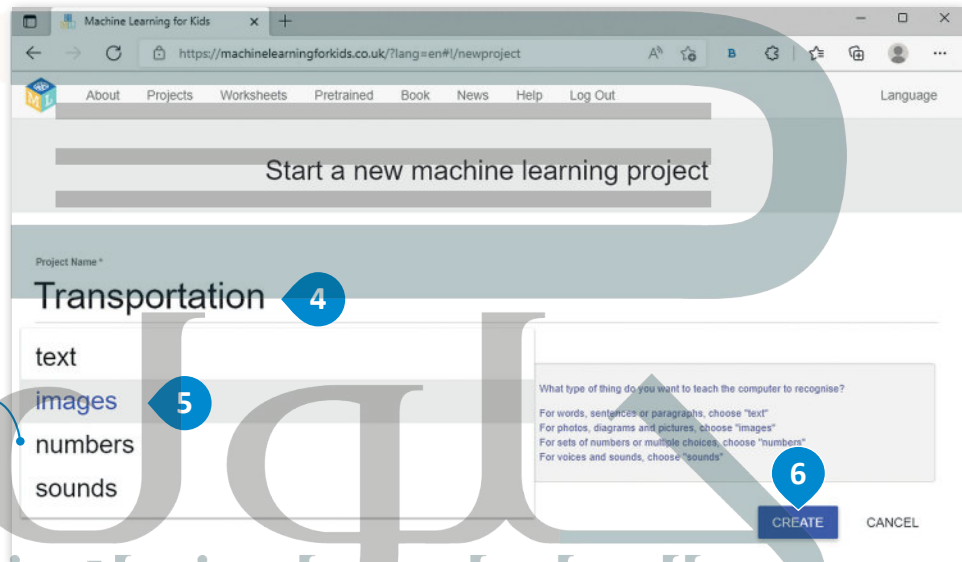 Machine Learning for Kids
https://machinelearningforkids.co.uk/?lang=en#!/newproject
About Projects Worksheets Pretrained Book News Help Log Out Language
Start a new machine learning project
Project Name *
Transportation 4
text
images 5
numbers
sounds
What type of thing do you want to teach the computer to recognise?
For words, sentences or paragraphs, choose "text"
For photos, diagrams and pictures, choose "images"
For sets of numbers or multiple choices, choose "numbers"
For voices and sounds, choose "sounds"
6
CREATE CANCEL